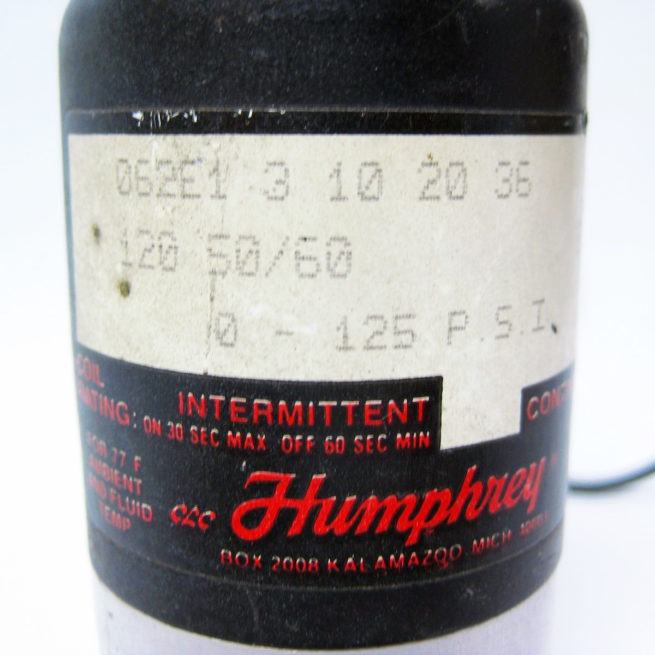 062E1 3 10 20 36
120 50/60
0 - 125 P.S.I.
COIL
RATING:
INTERMITTENT
ON 30 SEC MAX OFF 60 SEC MIN
FOR 77 F
AMBIENT
AND FLUID
TEMP
Humphrey
BOX 2008 KALAMAZOO, MICH.